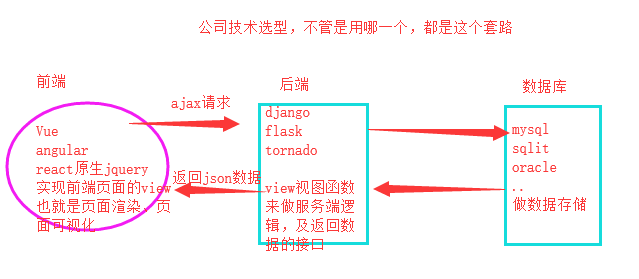 公司技术选型，不管是用哪一个，都是这个套路
前端
Vue
angular
react原生jquery
实现前端页面的view
也就是页面渲染，页
面可视化
ajax请求
返回json数据
后端
django
flask
tornado
view视图函数
来做服务端逻
辑，及返回数
据的接口
数据库
mysql
sqlit
oracle
..
做数据存储